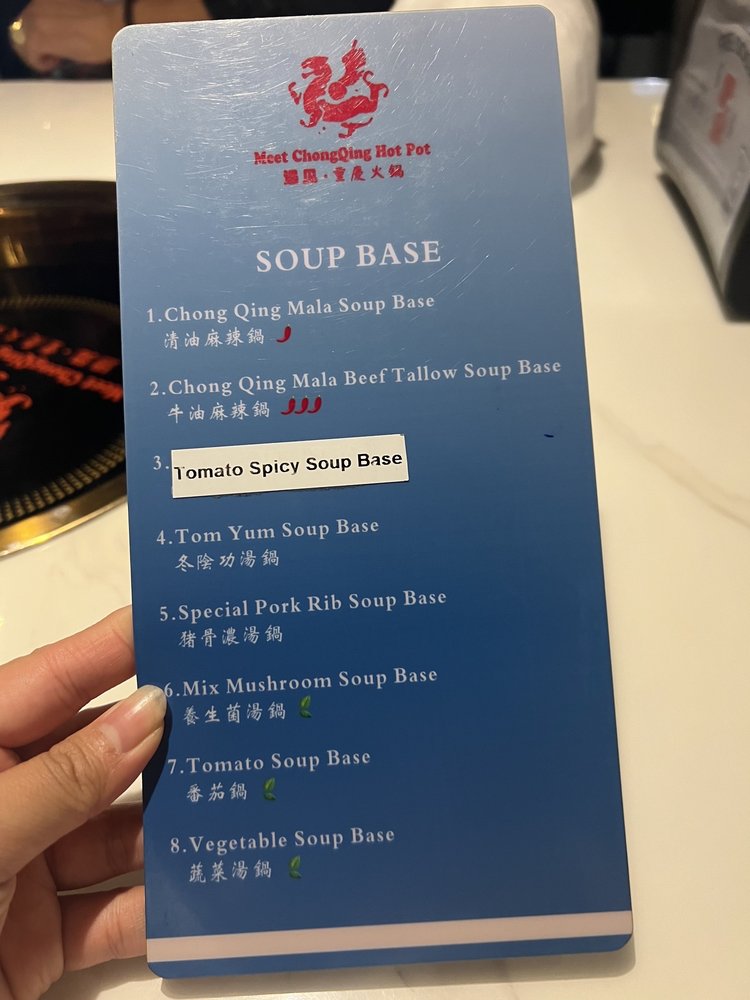 Meet ChongQing Hot Pot
遇见·重慶火鍋
SOUP BASE
1.Chong Qing Mala Soup Base
清油麻辣鍋
2.Chong Qing Mala Beef Tallow Soup Base
牛油麻辣鍋
3.
Tomato Spicy Soup Base
4.Tom Yum Soup Base
冬陰功湯鍋
5.Special Pork Rib Soup Base
猪骨濃湯鍋
6.Mix Mushroom Soup Base
養生菌湯鍋
7.Tomato Soup Base
番茄鍋
8.Vegetable Soup Base
蔬菜湯鍋
Meet ChongQing